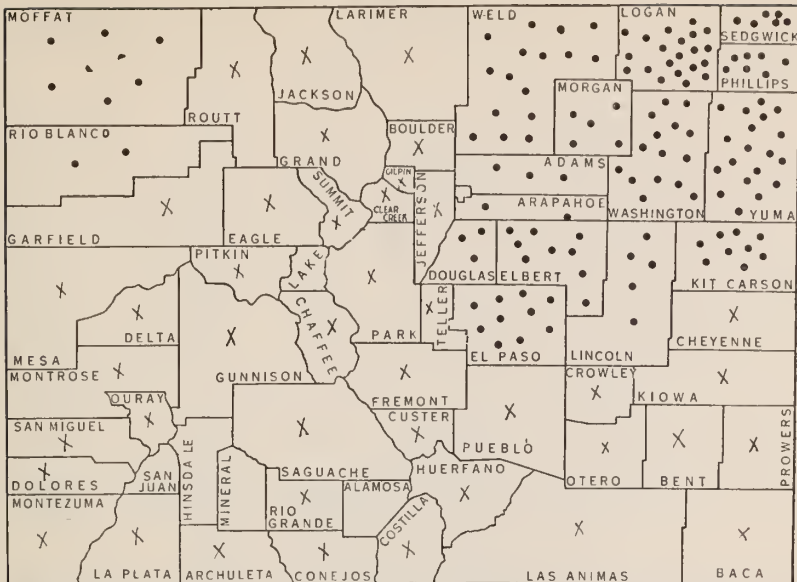 MOFFAT
LARIMER
WELD
LOGAN
SEDGWICK
JACKSON
ROUTT
PHILLIPS
MORGAN
RIO BLANCO
BOULDER
GRAND
GILPIN
ADAMS
SUMMIT
CLEAR
CREEK
JEFFERSON
ARAPAHOE
WASHINGTON
YUMA
GARFIELD
EAGLE
PITKIN
LAKE
DOUGLAS
ELBERT
KIT CARSON
CHAFFEE
PARK
TELLER
DELTA
CHEYENNE
MESA
MONTROSE
GUNNISON
EL PASO
LINCOLN
CROWLEY
OURAY
FREMONT
KIOWA
CUSTER
SAN MIGUEL
PUEBLO
PROWERS
HINSDALE
MINERAL
SAGUACHE
HUERFANO
OTERO
BENT
DOLORES
SAN
JUAN
ALAMOSA
MONTEZUMA
RIO
GRANDE
COSTILLA
LA PLATA
ARCHULETA
CONEJOS
LAS ANIMAS
BACA